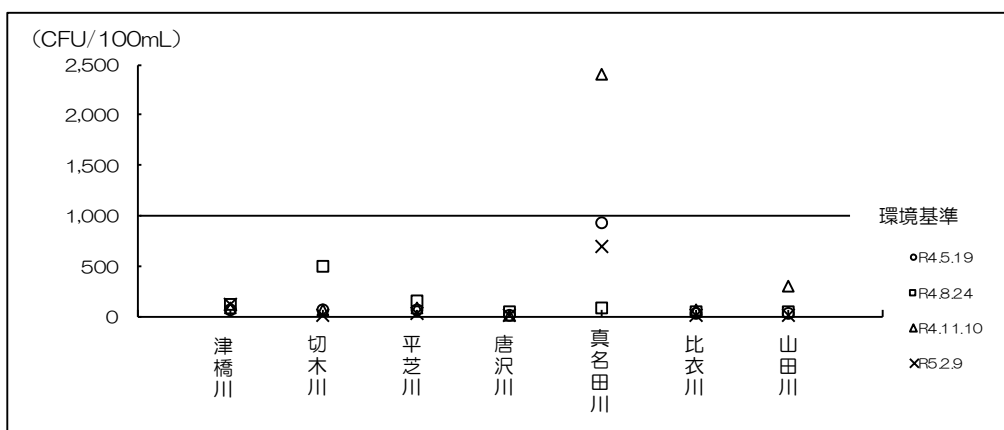 (CFU/100mL)
2,500
2,000
1,500
1,000
500
0
環境基準
R4.5.19
R4.8.24
R4.11.10
R5.2.9
津橋川
切木川
平芝川
唐沢川
真名田川
比衣川
山田川